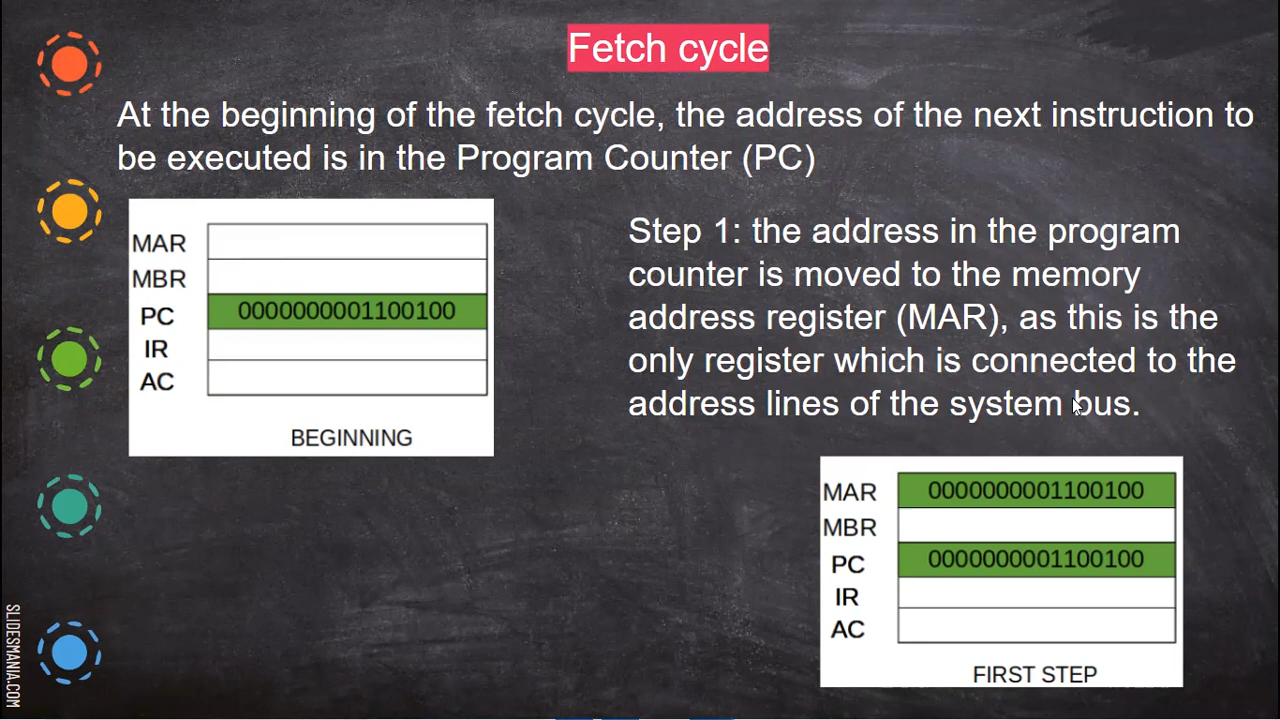 Fetch cycle
At the beginning of the fetch cycle, the address of the next instruction to
be executed is in the Program Counter (PC)
MAR
MBR
PC 0000000001100100
IR
AC
BEGINNING
Step 1: the address in the program
counter is moved to the memory
address register (MAR), as this is the
only register which is connected to the
address lines of the system bus.
MAR 0000000001100100
MBR
PC 0000000001100100
IR
AC
FIRST STEP
SLIDESMANIA.COM